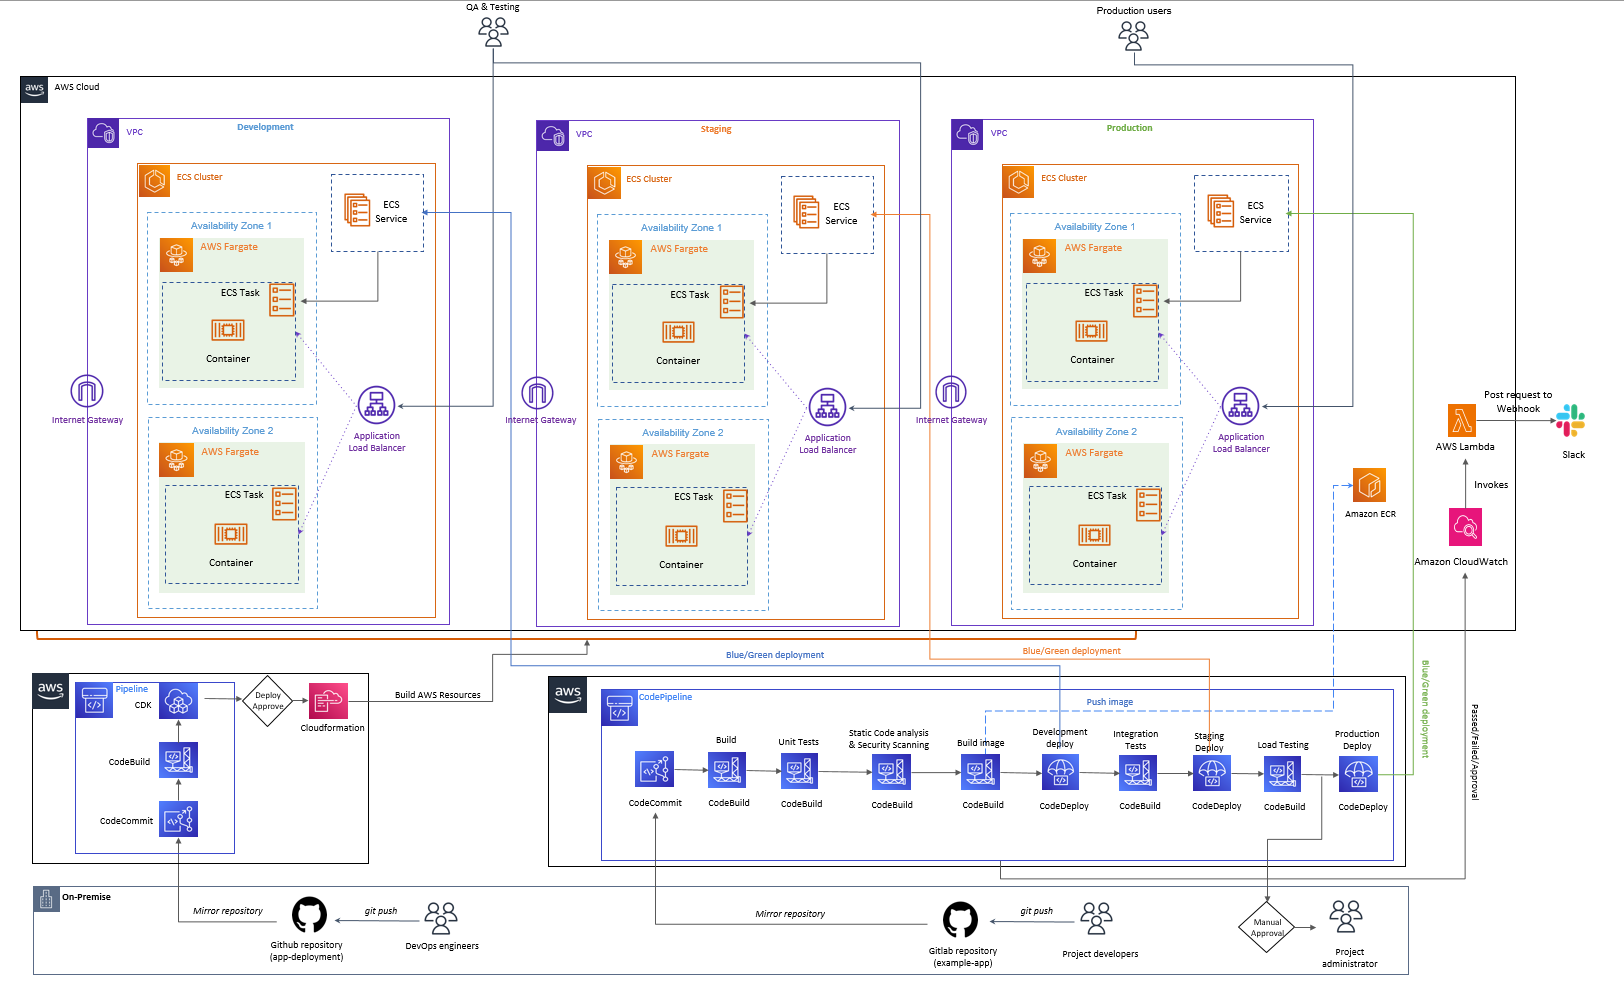 QA & Testing
Production users
aws
AWS Cloud
VPC
Development
ECS Cluster
ECS
Service
Availability Zone 1
AWS Fargate
ECS Task
Container
Internet Gateway
Application
Load Balancer
Availability Zone 2
AWS Fargate
ECS Task
Container
VPC
Staging
ECS Cluster
ECS
Service
Availability Zone 1
AWS Fargate
ECS Task
Container
Internet Gateway
Application
Load Balancer
Availability Zone 2
AWS Fargate
ECS Task
Container
VPC
Production
ECS Cluster
ECS
Service
Availability Zone 1
AWS Fargate
ECS Task
Container
Internet Gateway
Application
Load Balancer
Availability Zone 2
AWS Fargate
ECS Task
Container
Post request to
Webhook
AWS Lambda
Slack
Invokes
Amazon ECR
Amazon CloudWatch
Blue/Green deployment
Blue/Green deployment
Blue/Green deployment
Passed/Failed/Approval
aws
Pipeline
CDK
Deploy
Approve
Cloudformation
Build AWS Resources
CodeBuild
CodeCommit
aws
CodePipeline
Push image
CodeCommit
Build
CodeBuild
Unit Tests
CodeBuild
Static Code analysis
& Security Scanning
CodeBuild
Build image
CodeBuild
Development
deploy
CodeDeploy
Integration
Tests
CodeBuild
Staging
Deploy
CodeDeploy
Load Testing
CodeBuild
Production
Deploy
CodeDeploy
On-Premise
Mirror repository
Github repository
(app-deployment)
git push
DevOps engineers
Mirror repository
Gitlab repository
(example-app)
git push
Project developers
Manual
Approval
Project
administrator